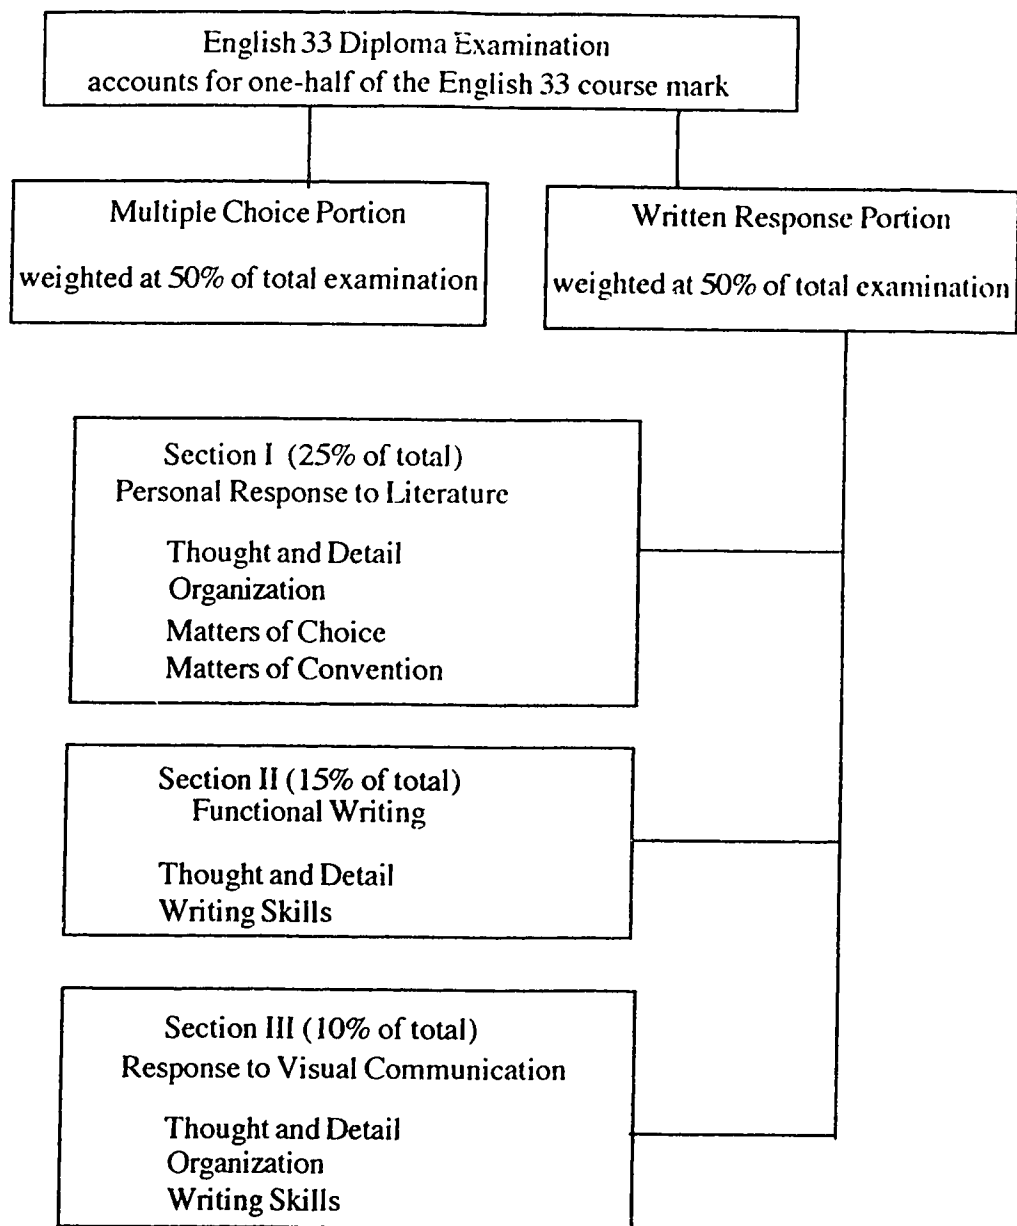 English 33 Diploma Examination
accounts for one-half of the English 33 course mark
Multiple Choice Portion
weighted at 50% of total examination
Written Response Portion
weighted at 50% of total examination
Section I (25% of total)
Personal Response to Literature
Thought and Detail
Organization
Matters of Choice
Matters of Convention
Section II (15% of total)
Functional Writing
Thought and Detail
Writing Skills
Section III (10% of total)
Response to Visual Communication
Thought and Detail
Organization
Writing Skills